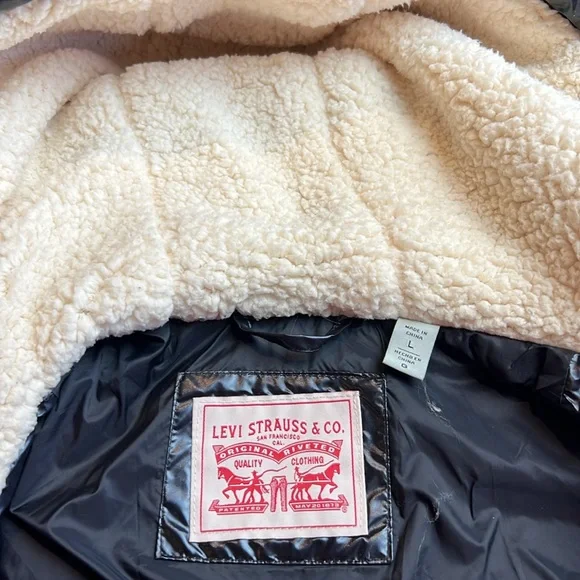 MADE IN
CHINA
L
HECHO EN
CHINA
G
LEVI STRAUSS & CO.
SAN FRANCISCO
CAL.
ORIGINAL RIVETED
QUALITY CLOTHING
PATENTED MAY 20 1873